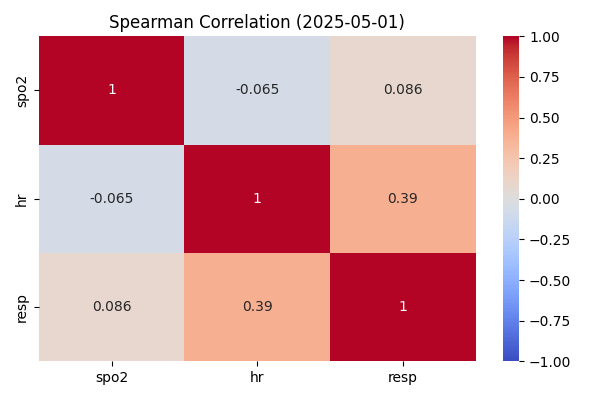 Spearman Correlation (2025-05-01)
spo2
1
-0.065
0.086
hr
-0.065
1
0.39
resp
0.086
0.39
1
spo2
hr
resp
1.00
0.75
0.50
0.25
0.00
−0.25
−0.50
−0.75
−1.00